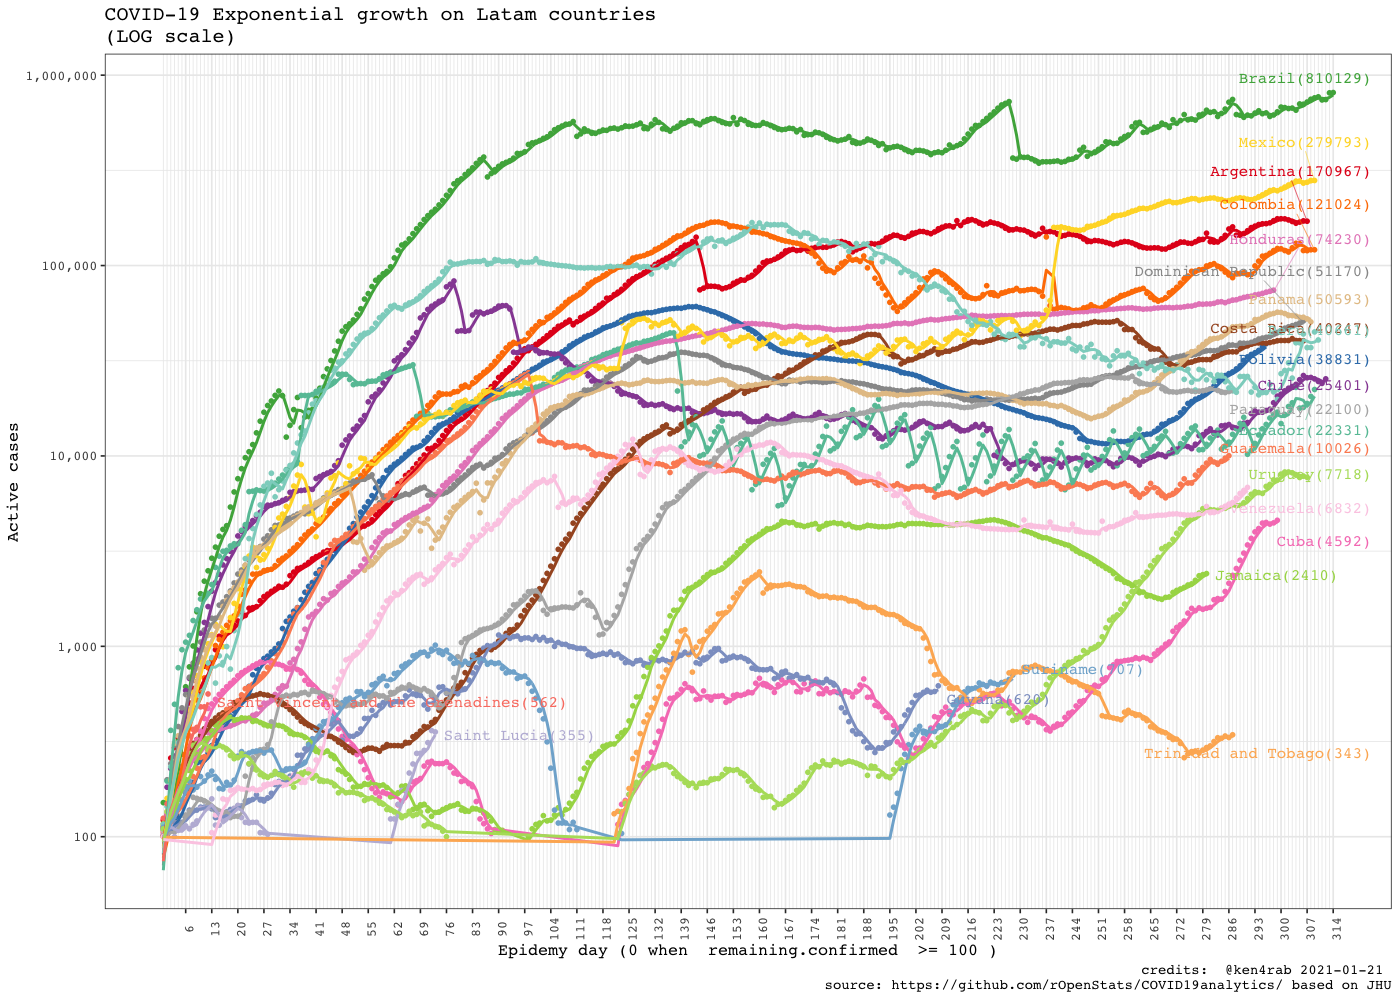 COVID-19 Exponential growth on Latam countries
(LOG scale)
1,000,000
100,000
10,000
1,000
100
Active cases
Brazil(810129)
Mexico(279793)
Argentina(170967)
Colombia(121024)
Honduras(74230)
Dominican Republic(51170)
Panama(50593)
Costa Rica(40247)
Bolivia(38831)
Chile(25401)
Paraguay(22100)
Ecuador(22331)
Guatemala(10026)
Uruguay(7718)
Venezuela(6832)
Cuba(4592)
Jamaica(2410)
Suriname(707)
Guyana(620)
Saint Vincent and the Grenadines(562)
Saint Lucia(355)
Trinidad and Tobago(343)
6 13 20 27 34 41 48 55 62 69 76 83 90 97 104 111 118 125 132 139 146 153 160 167 174 181 188 195 202 209 216 223 230 237 244 251 258 265 272 279 286 293 300 307 314
Epidemy day (0 when remaining.confirmed >= 100 )
credits: @ken4rab 2021-01-21
source: https://github.com/rOpenStats/COVID19analytics/ based on JHU